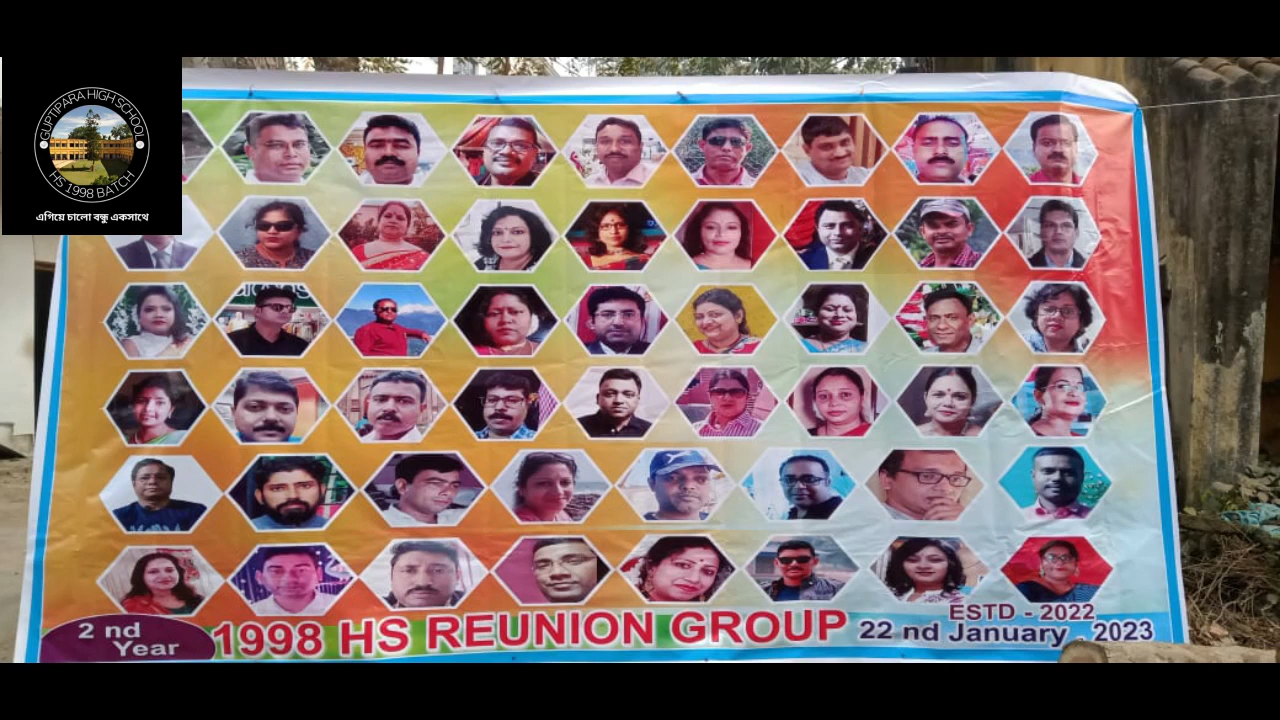 GUPTIPARA HIGH SCHOOL
HS 1998 BATCH
এগিয়ে চালো বন্ধু একসাথে
2 nd
Year
1998 HS REUNION GROUP
ESTD - 2022
22 nd January - 2023